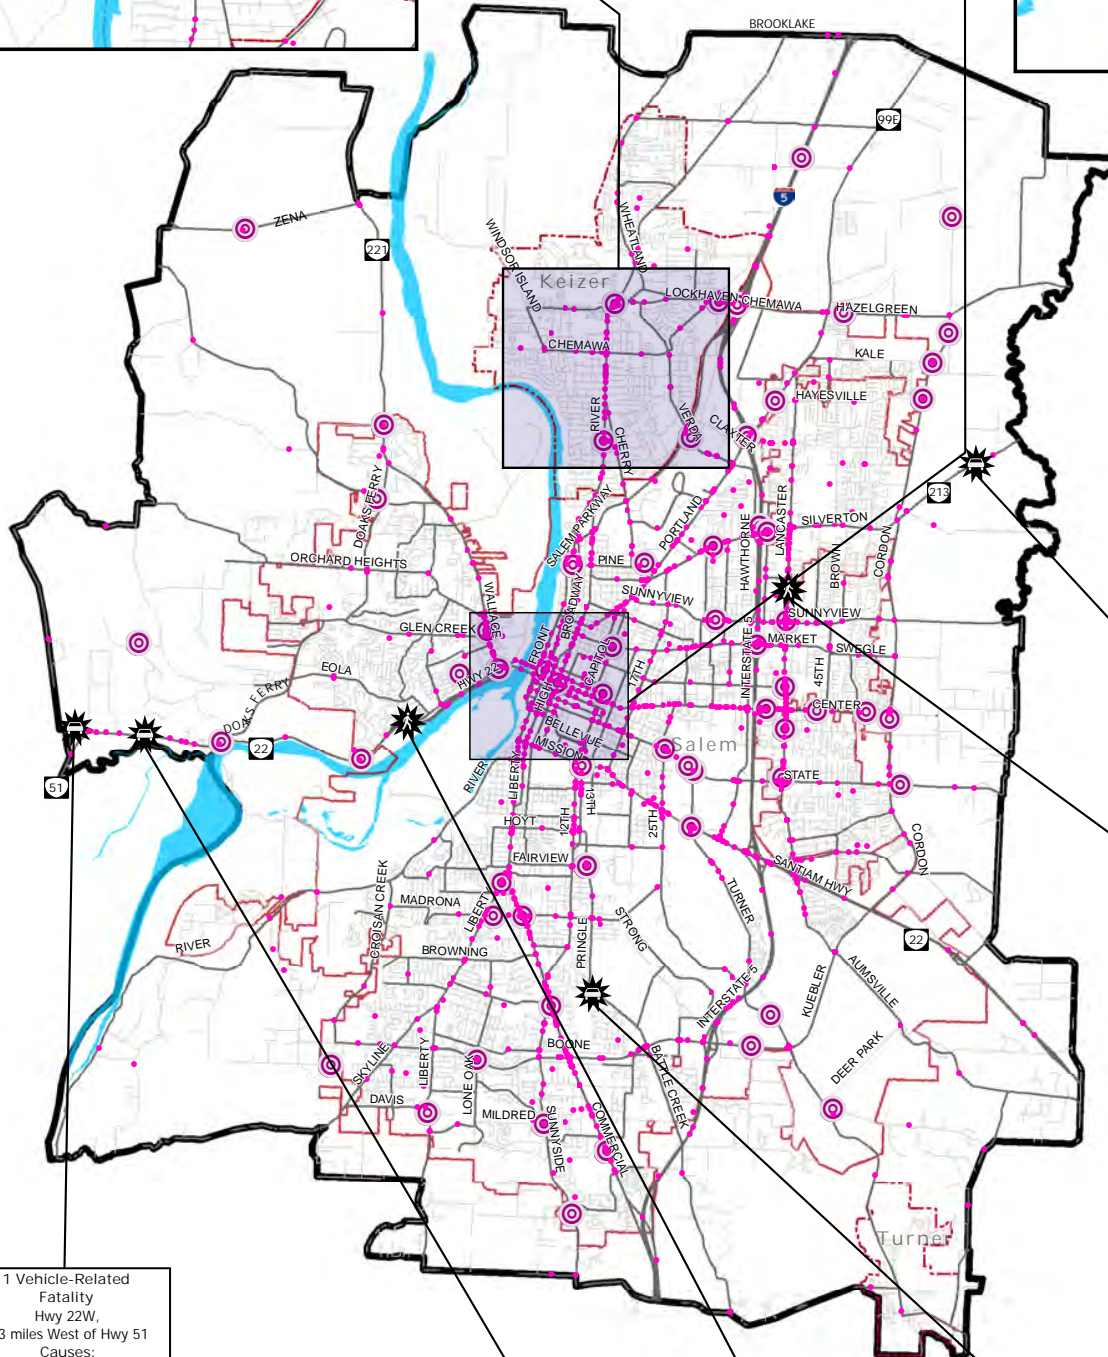 BROOKLAKE
99E
5
ZENA
221
WHEATLAND
WINDSOR ISLAND
Keizer
LOCKHAVEN
CHEMAWA
HAZELGREEN
CHEMAWA
KALE
HAYESVILLE
RIVER
VERDA
CLAXTER
CHERRY
213
DOAKS FERRY
SALEM PARKWAY
PORTLAND
HAWTHORNE
LANCASTER
SILVERTON
BROWN
CORDON
ORCHARD HEIGHTS
PINE
SUNNYVIEW
WALLACE
BROADWAY
SUNNYVIEW
GLEN CREEK
FRONT
CAPITOL
17TH
INTERSTATE 5
MARKET
SWEGLE
45TH
EOLA
HWY 22
HIGH
CENTER
DOAKS FERRY
22
BELLEVUE
MISSION
Salem
51
RIVER
LIBERTY
STATE
13TH
12TH
25TH
HOYT
FAIRVIEW
CORDON
SANTIAM HWY
TURNER
MADRONA
CROISAN CREEK
LIBERTY
STRONG
PRINGLE
RIVER
BROWNING
22
AUMSVILLE
KUEBLER
INTERSTATE 5
BOONE
BATTLE CREEK
DEER PARK
SKYLINE
LIBERTY
LONE OAK
DAVIS
MILDRED
SUNNYSIDE
COMMERCIAL
Turner
1 Vehicle-Related
Fatality
Hwy 22W,
3 miles West of Hwy 51
Causes: